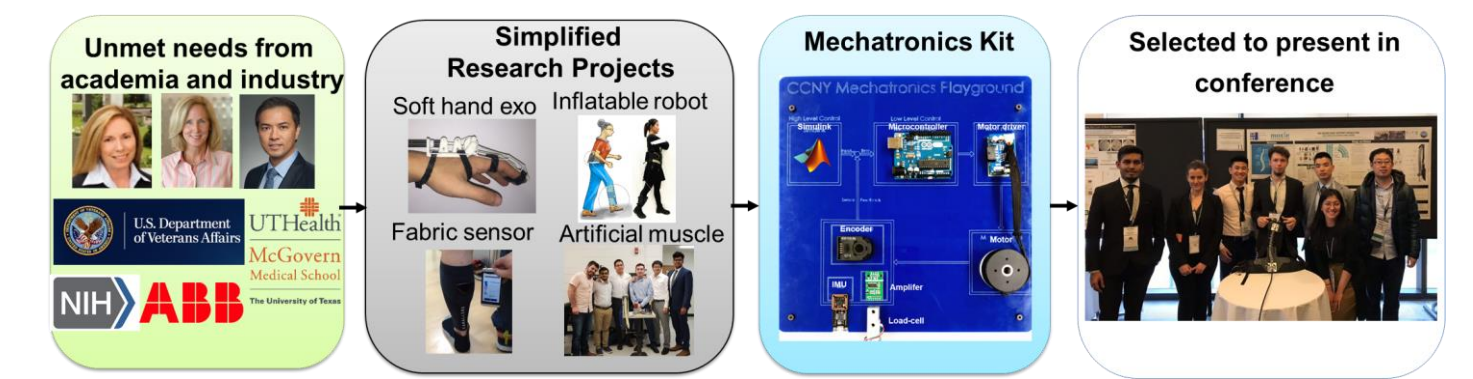 Unmet needs from
academia and industry
U.S. Department
of Veterans Affairs
UTHealth
McGovern
Medical School
The University of Texas
NIH
ABB
Simplified
Research Projects
Soft hand exo
Inflatable robot
Fabric sensor
Artificial muscle
Mechatronics Kit
CCNY Mechatronics Playground
High Level Control
Simulink
Low Level Control
Microcontroller
Motor driver
Encoder
Motor
IMU
Amplifer
Load-cell
Selected to present in
conference